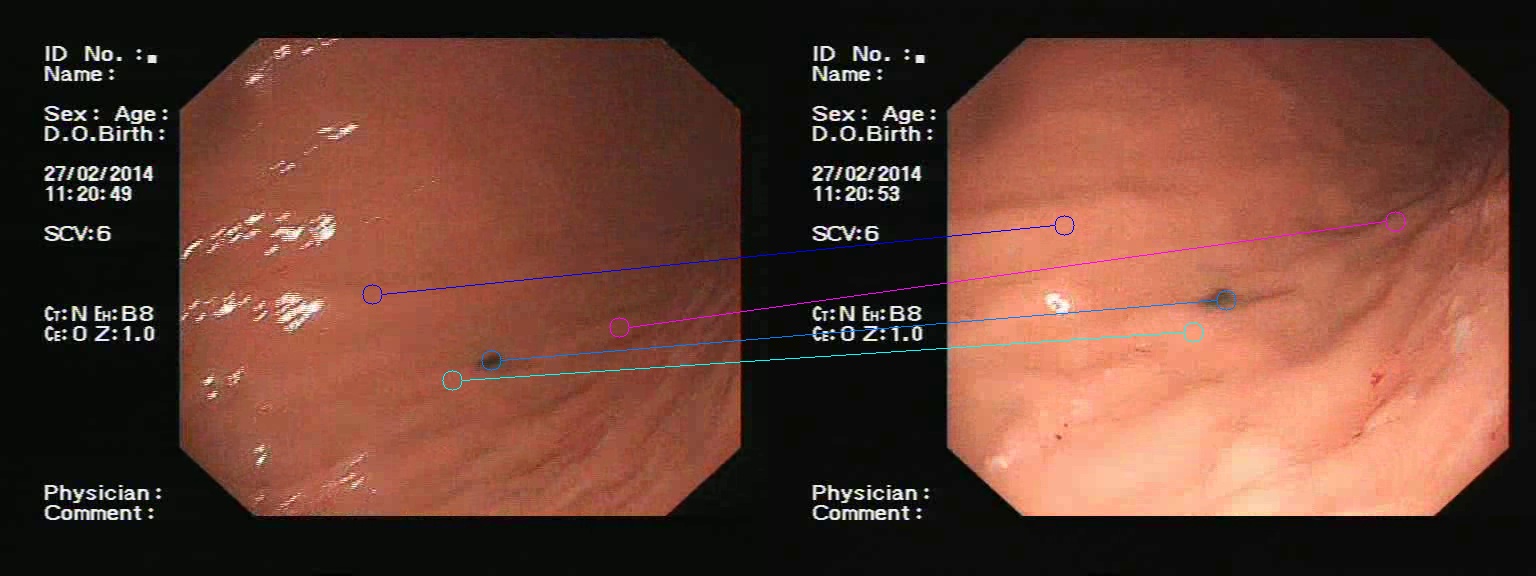 ID No. :
Name:
Sex: Age:
D.O.Birth:
27/02/2014
11:20:49
SCV:6
CT:N EH:B8
CE:0 Z:1.0
Physician:
Comment:
ID No. :
Name:
Sex: Age:
D.O.Birth:
27/02/2014
11:20:53
SCV:6
CT:N EH:B8
CE:0 Z:1.0
Physician:
Comment: